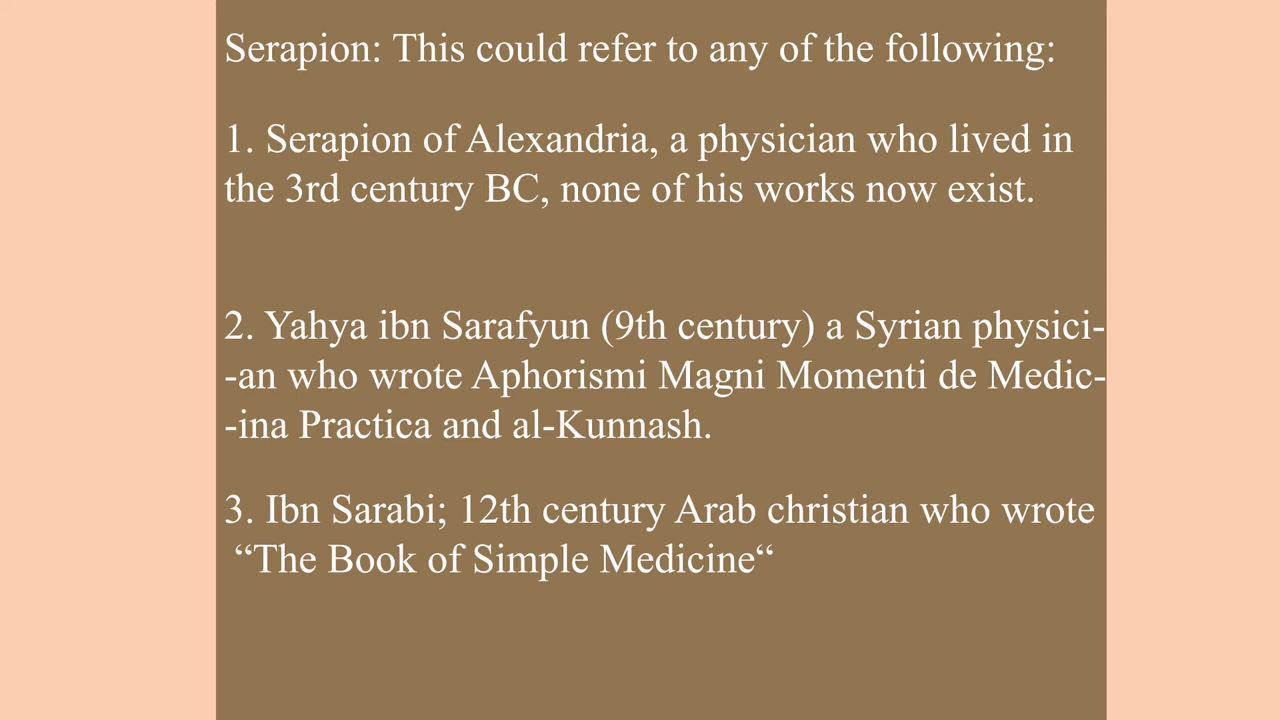 Serapion: This could refer to any of the following:
1. Serapion of Alexandria, a physician who lived in
the 3rd century BC, none of his works now exist.
2. Yahya ibn Sarafyun (9th century) a Syrian physici-
-an who wrote Aphorismi Magni Momenti de Medic-
-ina Practica and al-Kunnash.
3. Ibn Sarabi; 12th century Arab christian who wrote
“The Book of Simple Medicine“